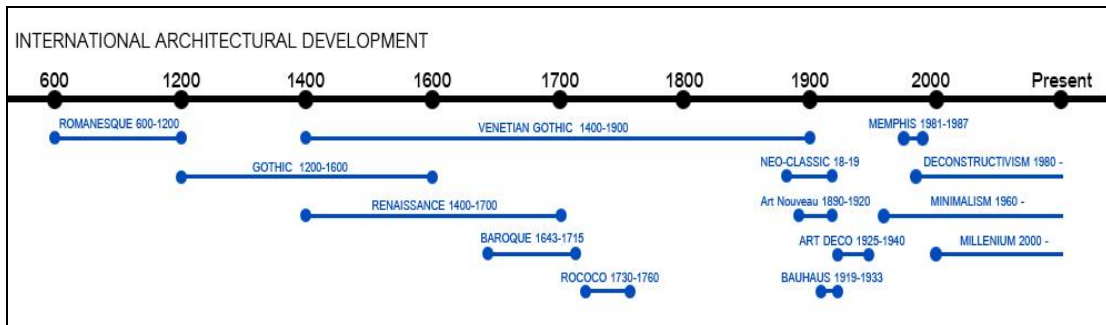 INTERNATIONAL ARCHITECTURAL DEVELOPMENT
600 1200 1400 1600 1700 1800 1900 2000 Present
ROMANESQUE 600-1200 VENETIAN GOTHIC 1400-1900 MEMPHIS 1981-1987
GOTHIC 1200-1600 NEO-CLASSIC 18-19 DECONSTRUCTIVISM 1980 -
RENAISSANCE 1400-1700 Art Nouveau 1890-1920 MINIMALISM 1960 -
BAROQUE 1643-1715 ART DECO 1925-1940 MILLENIUM 2000 -
ROCOCO 1730-1760 BAUHAUS 1919-1933